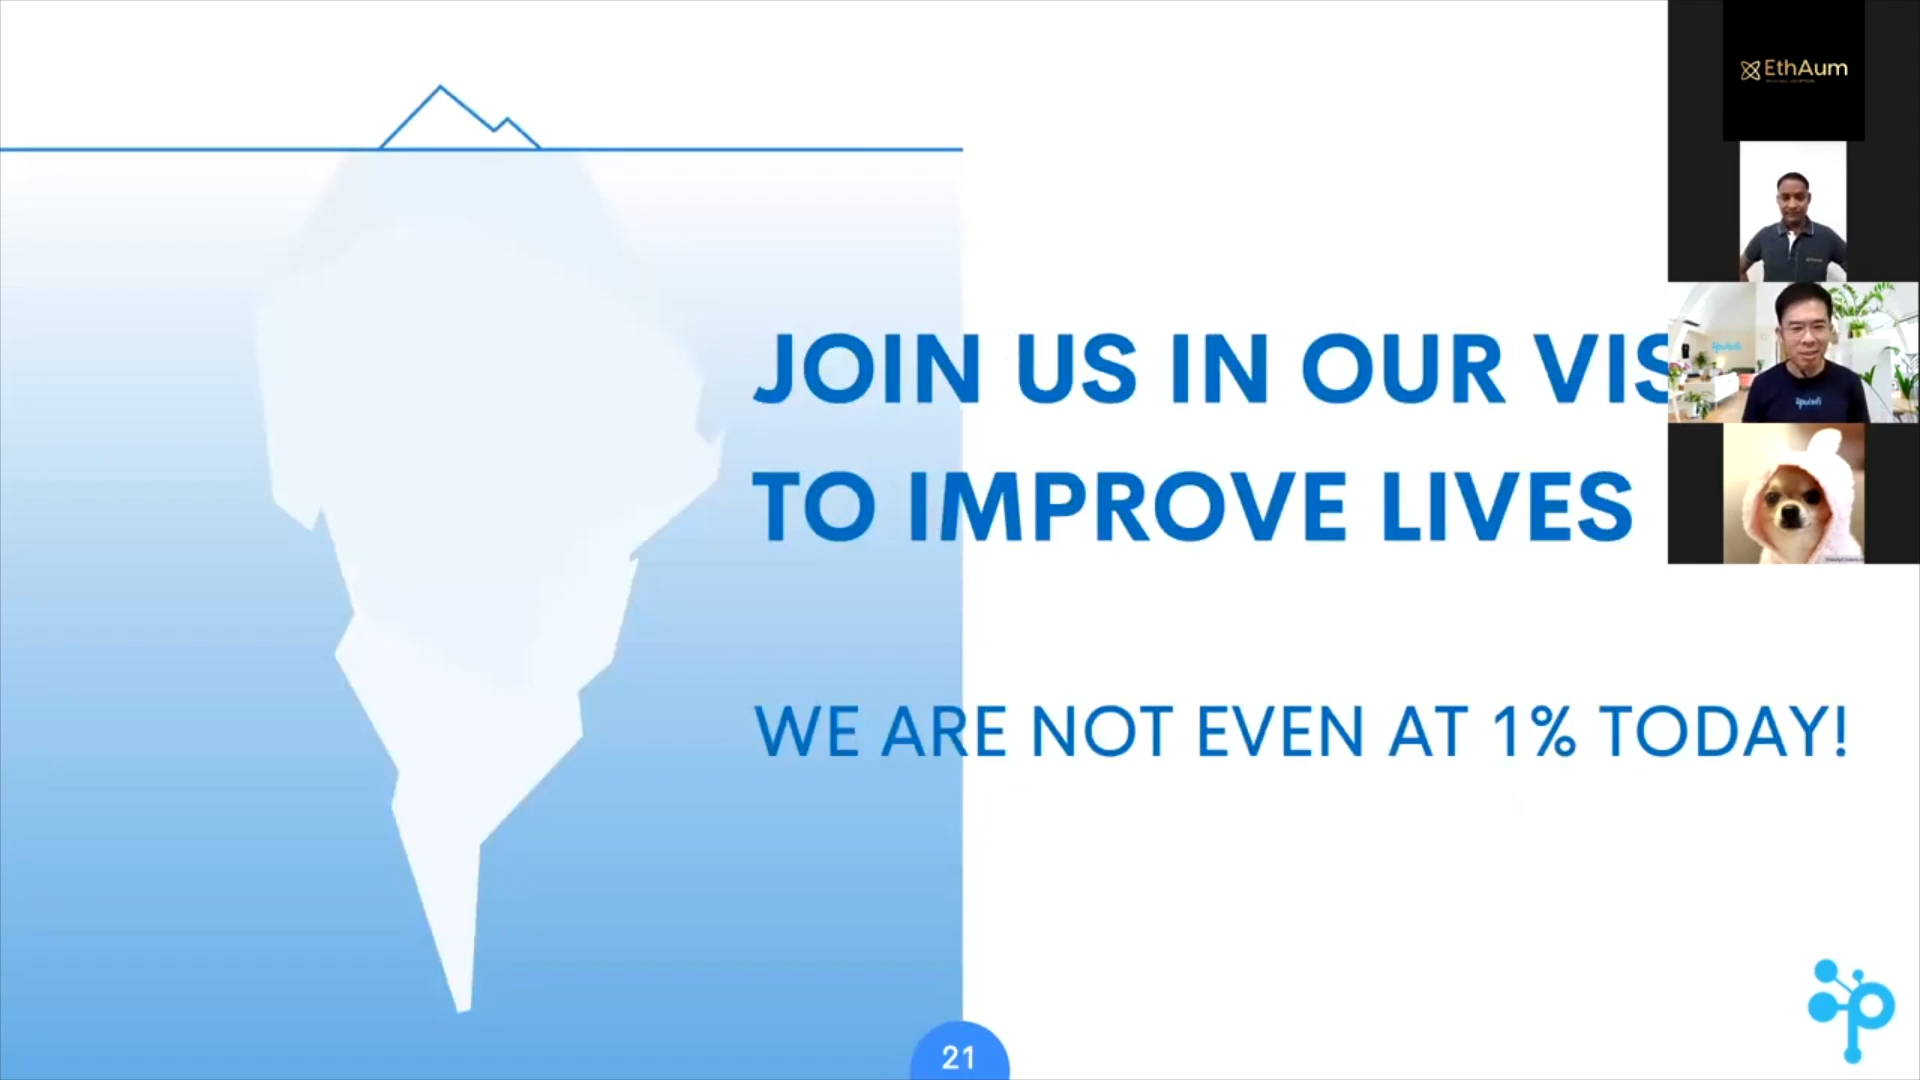 EthAum
JOIN US IN OUR VIS
TO IMPROVE LIVES
WE ARE NOT EVEN AT 1% TODAY!
21